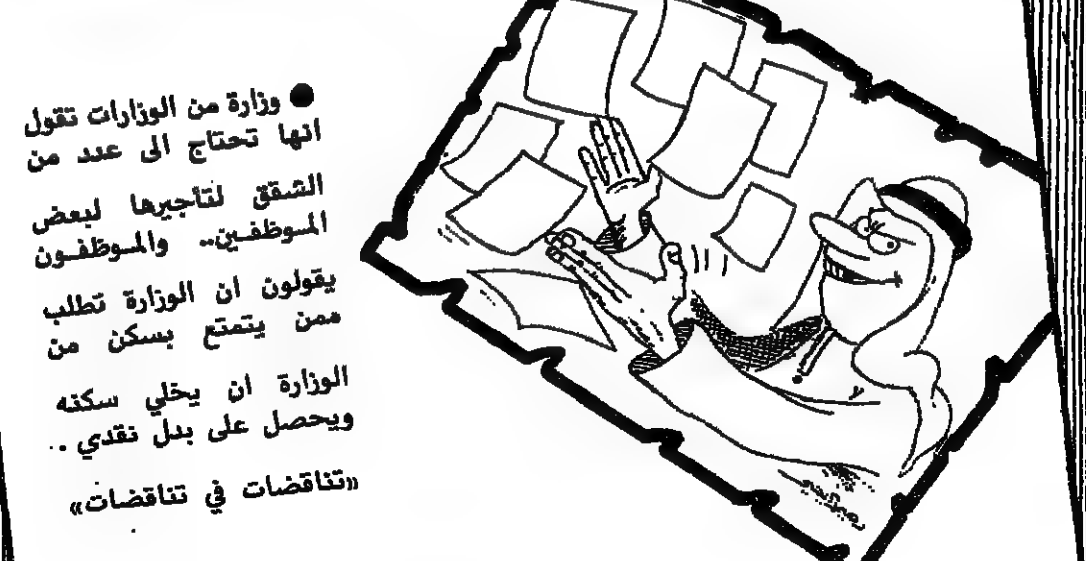 ● وزارة من الوزارات تقول
انها تحتاج الى عدد من
الشقق لتأجيرها لبعض
الموظفين.. والموظفون
يقولون ان الوزارة تطلب
ممن يتمتع بسكن من
الوزارة ان يخلي سكنه
ويحصل على بدل نقدي ..
«تناقضات في تناقضات»